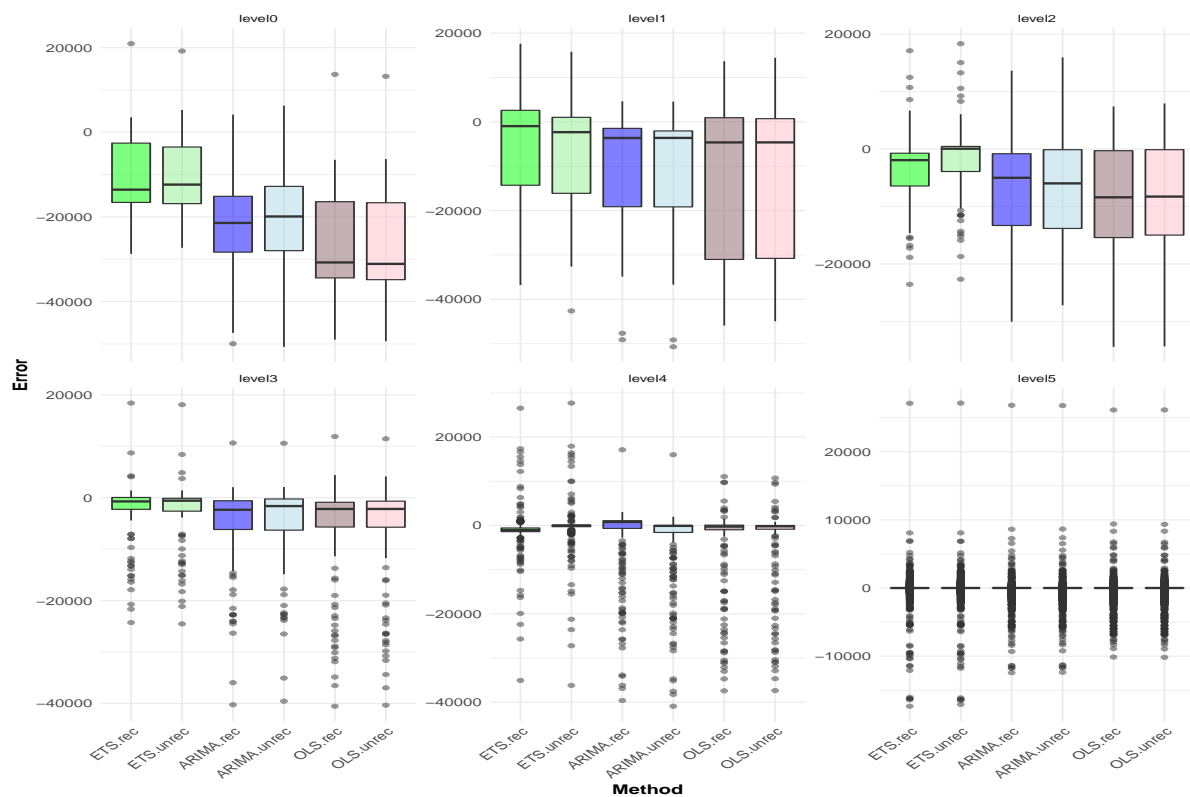 level0
level1
level2
20000
0
−20000
−40000
20000
0
−20000
−40000
20000
0
−20000
Error
level3
level4
level5
20000
0
−20000
−40000
20000
0
−20000
−40000
20000
10000
0
−10000
ETS.rec
ETS.unrec
ARIMA.rec
ARIMA.unrec
OLS.rec
OLS.unrec
ETS.rec
ETS.unrec
ARIMA.rec
ARIMA.unrec
OLS.rec
OLS.unrec
ETS.rec
ETS.unrec
ARIMA.rec
ARIMA.unrec
OLS.rec
OLS.unrec
Method